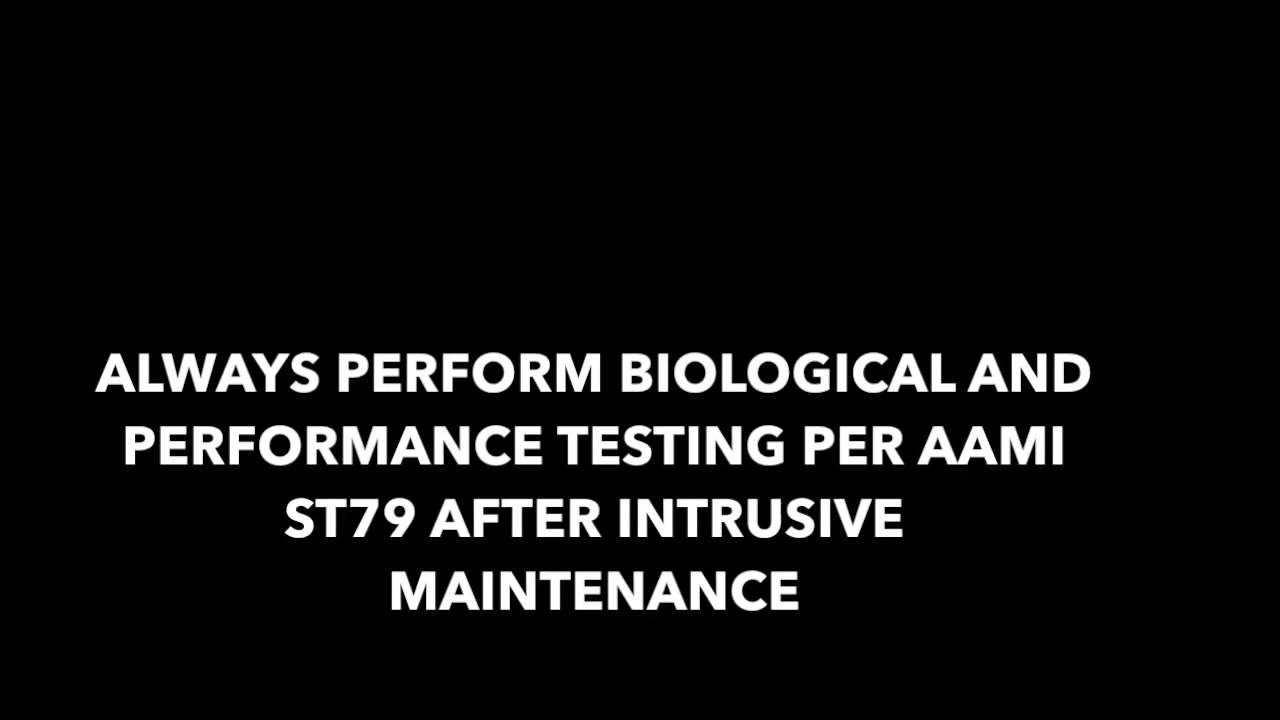 ALWAYS PERFORM BIOLOGICAL AND
PERFORMANCE TESTING PER AAMI
ST79 AFTER INTRUSIVE
MAINTENANCE